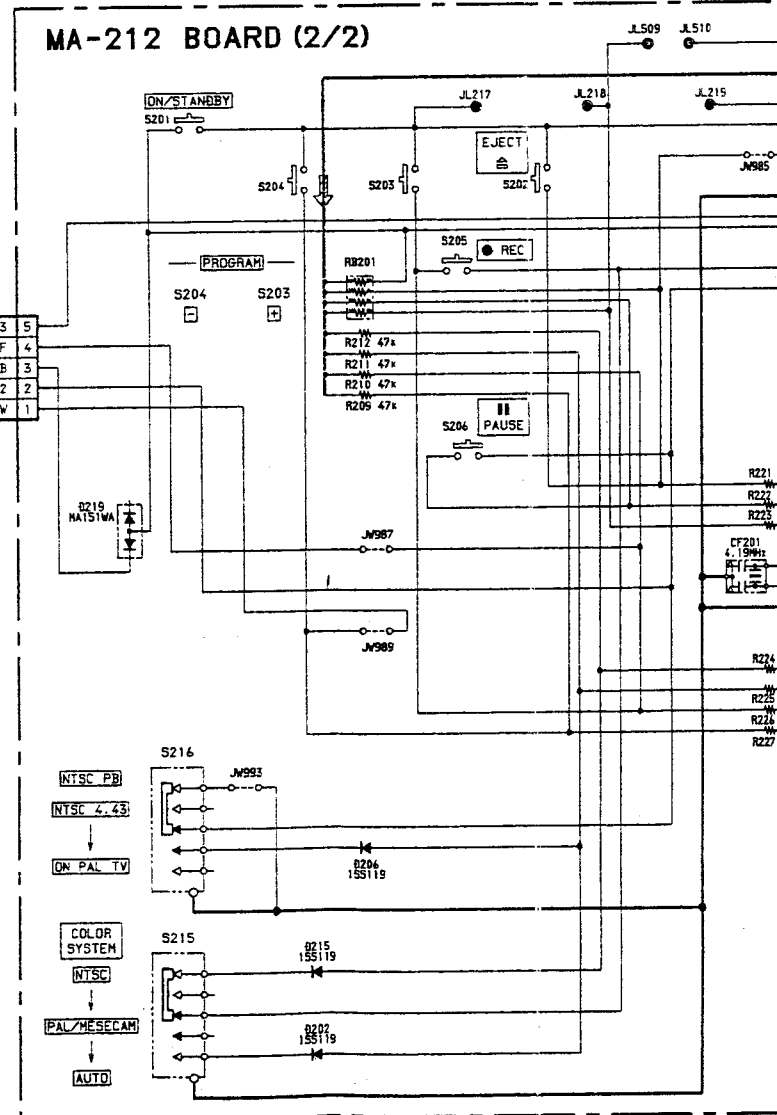 MA-212 BOARD (2/2)
JL509
JL510
JL217
JL218
JL215
ON/STANDBY
S201
EJECT
JW985
S204
S203
S202
S205
REC
PROGRAM
RB201
S204
S203
-
+
3 5
F 4
B 3
2 2
W 1
R212 47k
R211 47k
R210 47k
R209 47k
PAUSE
S206
R221
R222
R223
D219
MA151WA
JW987
CF201
4.19MHz
JW989
R224
R225
R226
R227
S216
JW993
NTSC PB
NTSC 4.43
ON PAL TV
D206
1SS119
COLOR
SYSTEM
S215
NTSC
D215
1SS119
PAL/MESECAM
D202
1SS119
AUTO